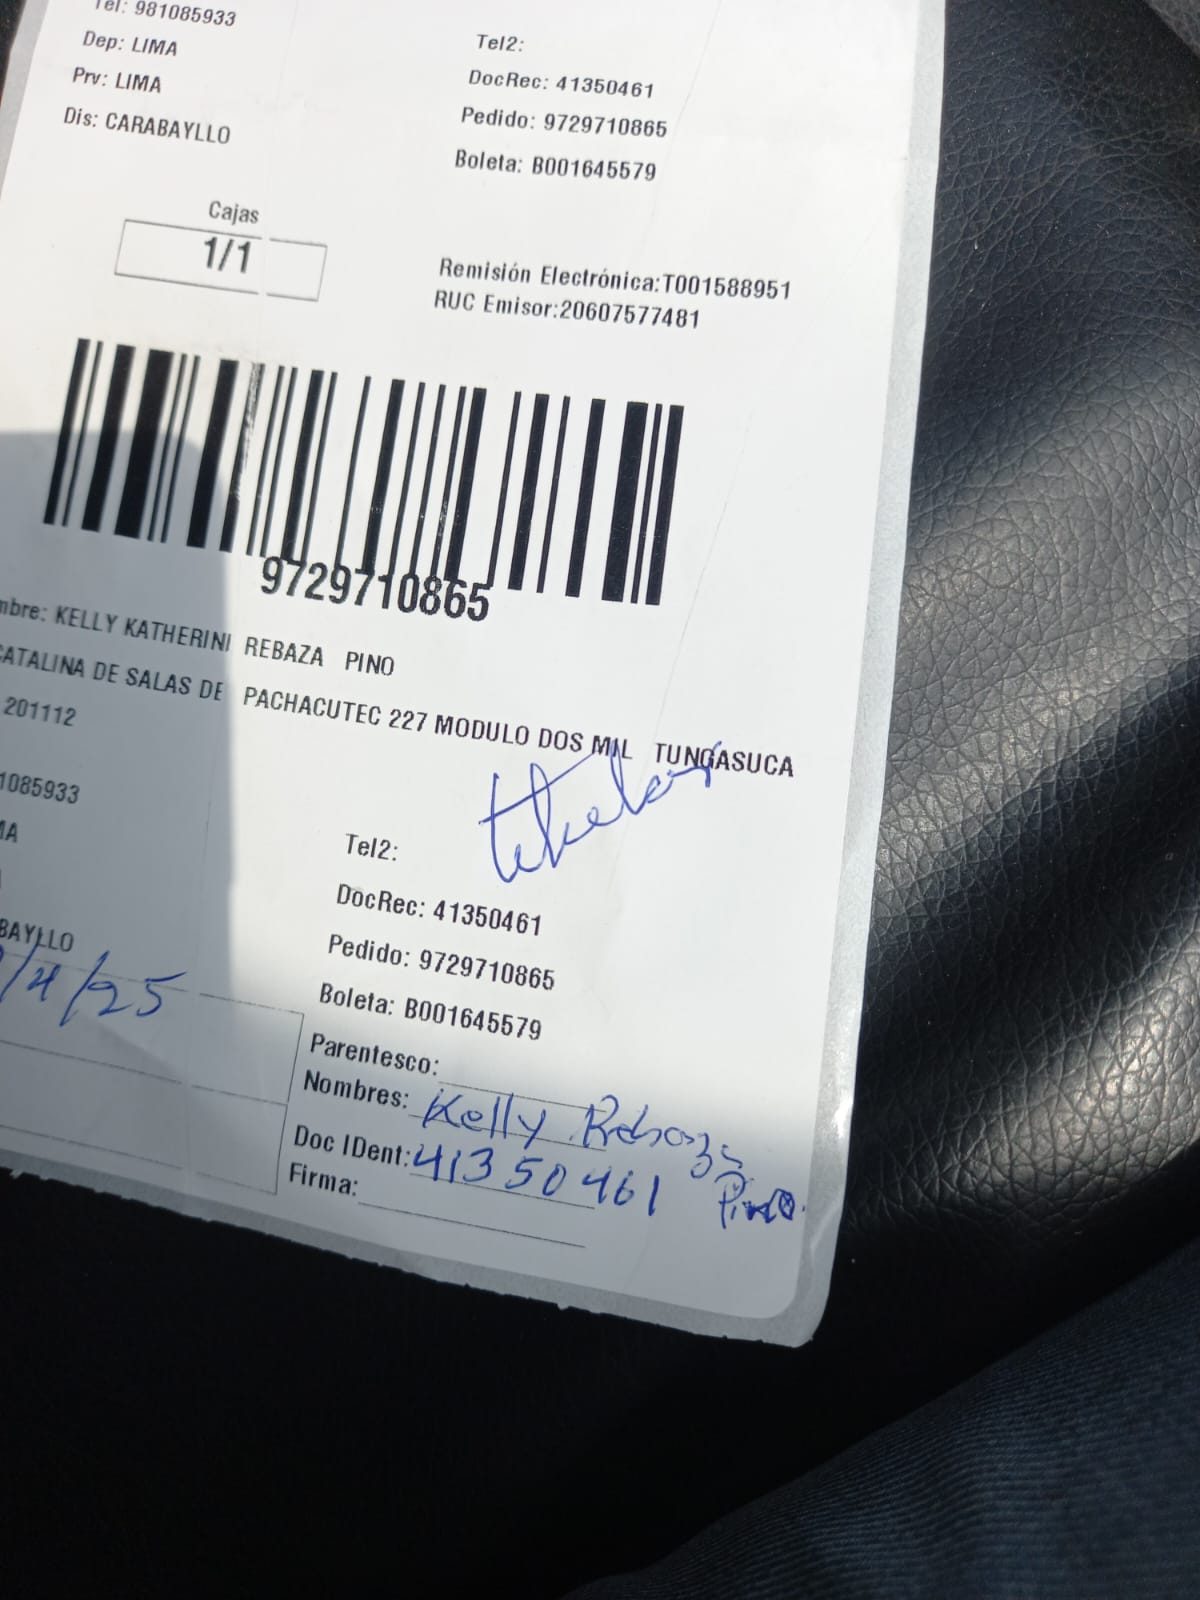 Tel: 981085933
Dep: LIMA
Prv: LIMA
Dis: CARABAYLLO
Tel2:
DocRec: 41350461
Pedido: 9729710865
Boleta: B001645579
Cajas
1/1
Remisión Electrónica:T001588951
RUC Emisor:20607577481
9729710865
mbre: KELLY KATHERINI REBAZA PINO
CATALINA DE SALAS DE PACHACUTEC 227 MODULO DOS MIL TUNGASUCA
201112
1085933
MA
BAYLLO
/4/25
Tel2:
DocRec: 41350461
Pedido: 9729710865
Boleta: B001645579
Parentesco:
Nombres: Kelly Rebaza
Pino
Doc IDent: 41350461
Firma: